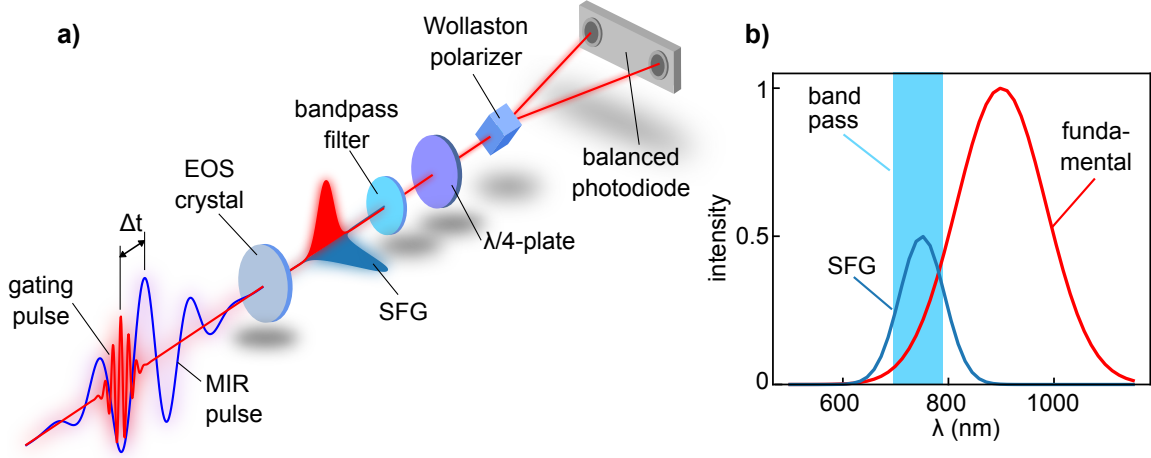 a)
Wollaston
polarizer
bandpass
filter
EOS
crystal
Δt
gating
pulse
MIR
pulse
SFG
λ/4-plate
balanced
photodiode
b)
intensity
1
0.5
0
band
pass
funda-
mental
SFG
600
800
1000
λ (nm)